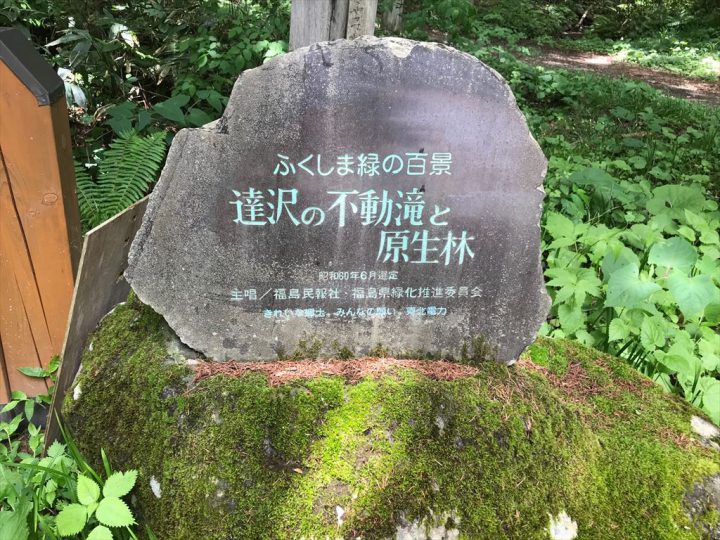 ふくしま緑の百景
達沢の不動滝と
原生林
昭和60年6月選定
主唱／福島民報社・福島県緑化推進委員会
きれいな郷土、みんなの願い。東北電力